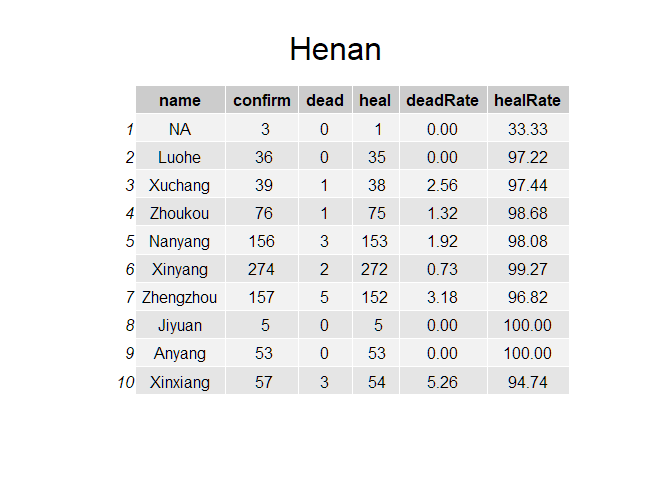 Henan
name confirm dead heal deadRate healRate
1 NA 3 0 1 0.00 33.33
2 Luohe 36 0 35 0.00 97.22
3 Xuchang 39 1 38 2.56 97.44
4 Zhoukou 76 1 75 1.32 98.68
5 Nanyang 156 3 153 1.92 98.08
6 Xinyang 274 2 272 0.73 99.27
7 Zhengzhou 157 5 152 3.18 96.82
8 Jiyuan 5 0 5 0.00 100.00
9 Anyang 53 0 53 0.00 100.00
10 Xinxiang 57 3 54 5.26 94.74